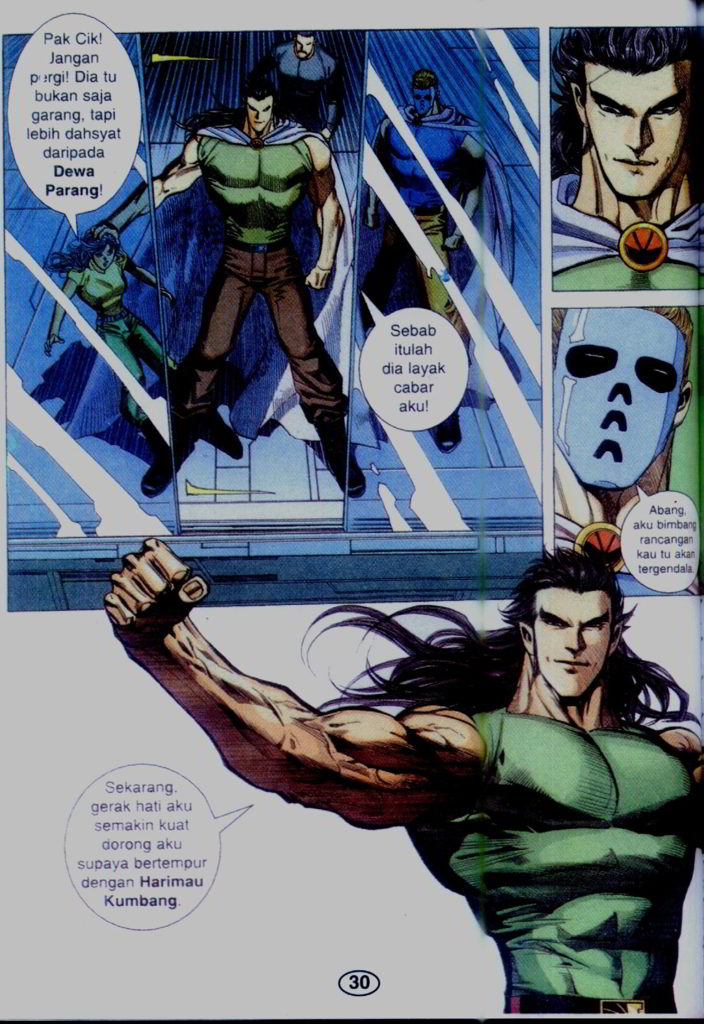 Pak Cik!
Jangan
pergi! Dia tu
bukan saja
garang, tapi
lebih dahsyat
daripada
Dewa
Parang!
Sebab
itulah
dia layak
cabar
aku!
Abang,
aku bimbang
rancangan
kau tu akan
tergendala.
Sekarang,
gerak hati aku
semakin kuat
dorong aku
supaya bertempur
dengan Harimau
Kumbang.
30